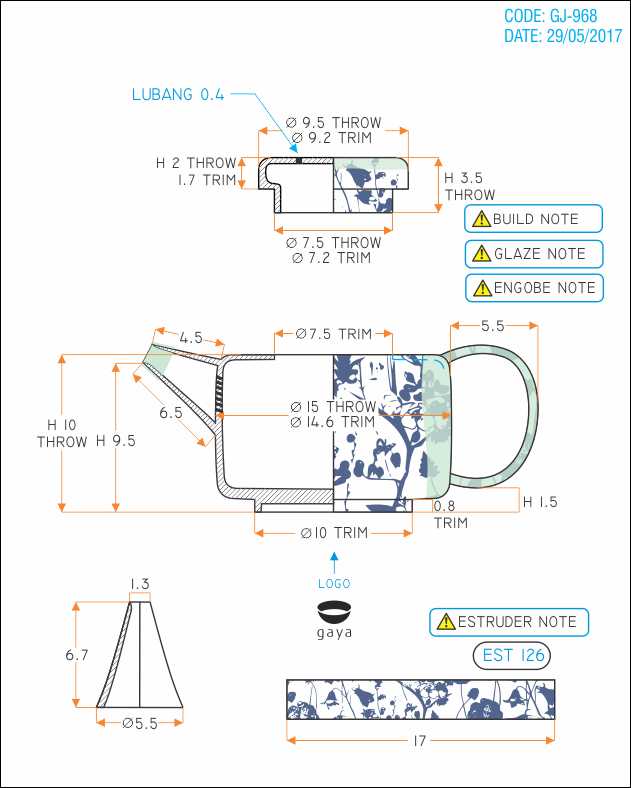 CODE: GJ-968
DATE: 29/05/2017
LUBANG 0.4
Ø 9.5 THROW
Ø 9.2 TRIM
H 2 THROW
1.7 TRIM
H 3.5
THROW
Ø 7.5 THROW
Ø 7.2 TRIM
BUILD NOTE
GLAZE NOTE
ENGOBE NOTE
4.5
Ø7.5 TRIM
5.5
6.5
Ø 15 THROW
Ø 14.6 TRIM
H 10
THROW
H 9.5
H 1.5
0.8
TRIM
Ø10 TRIM
LOGO
gaya
1.3
6.7
Ø5.5
ESTRUDER NOTE
EST 126
17